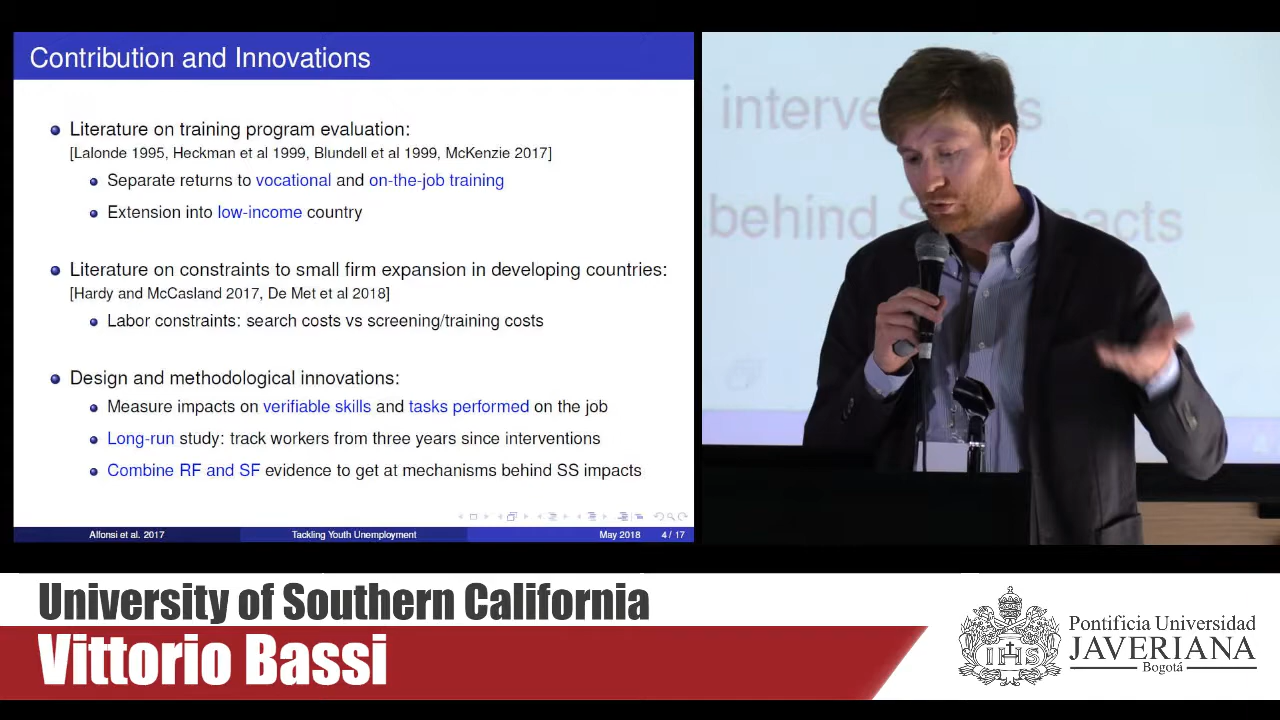 Contribution and Innovations
Literature on training program evaluation:
[Lalonde 1995, Heckman et al 1999, Blundell et al 1999, McKenzie 2017]
Separate returns to vocational and on-the-job training
Extension into low-income country
Literature on constraints to small firm expansion in developing countries:
[Hardy and McCasland 2017, De Met et al 2018]
Labor constraints: search costs vs screening/training costs
Design and methodological innovations:
Measure impacts on verifiable skills and tasks performed on the job
Long-run study: track workers from three years since interventions
Combine RF and SF evidence to get at mechanisms behind SS impacts
Alfonsi et al. 2017 Tackling Youth Unemployment May 2018 4 / 17
behind
University of Southern California
Vittorio Bassi
IHS
Pontificia Universidad
JAVERIANA
Bogotá